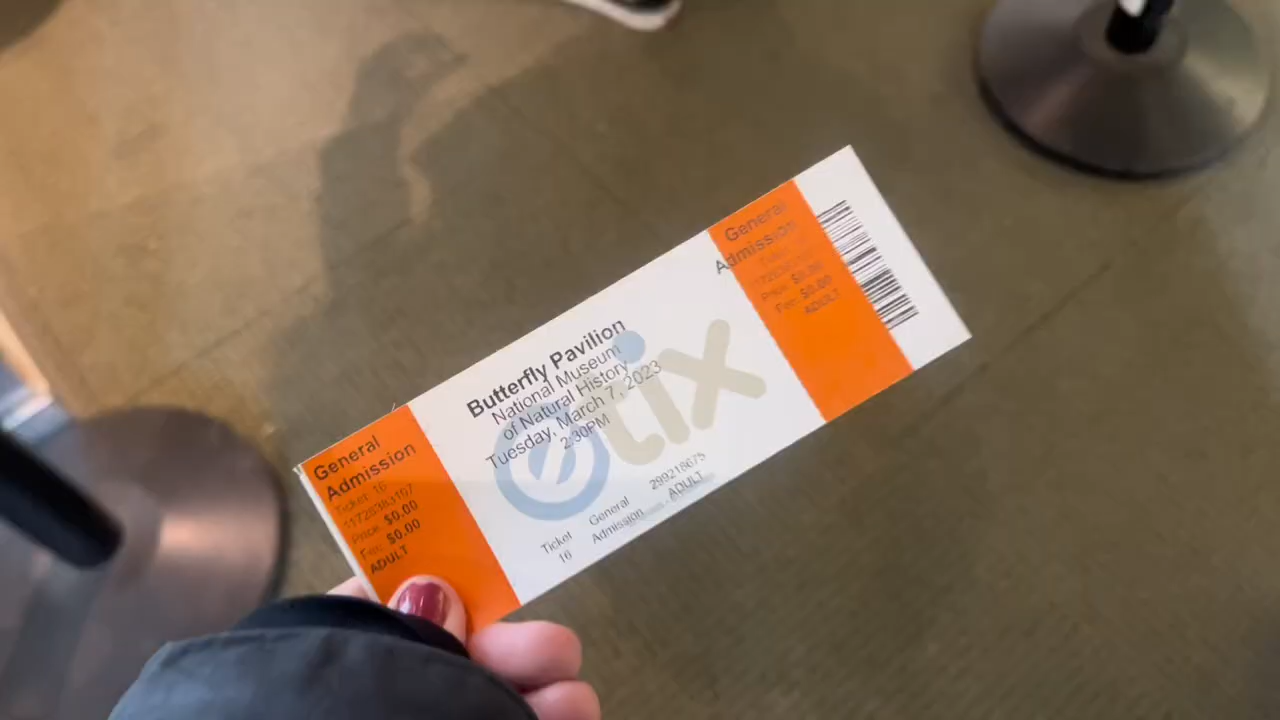 General
Admission
Ticket 16
Price: $0.00
Fee: $0.00
ADULT
Butterfly Pavilion
National Museum
of Natural History
Tuesday, March 7, 2023
2:30PM
etix
Ticket
16
General
Admission
299218675
ADULT
General
Admission
Price: $0.00
Fee: $0.00
ADULT